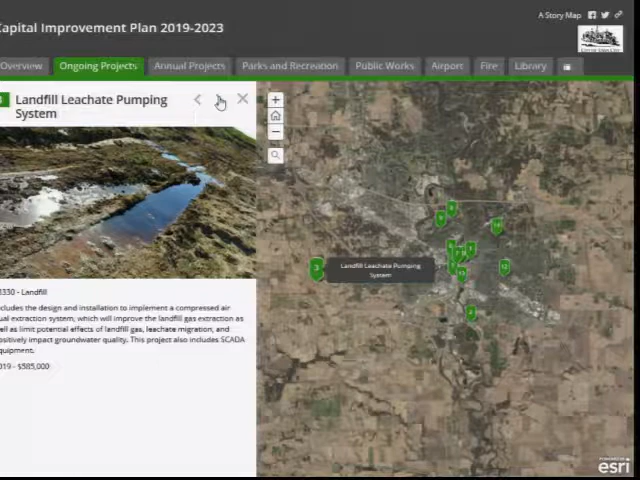 Capital Improvement Plan 2019-2023
A Story Map
Overview
Ongoing Projects
Annual Projects
Parks and Recreation
Public Works
Airport
Fire
Library
Landfill Leachate Pumping
System
3
Landfill Leachate Pumping
System
330 - Landfill
cludes the design and installation to implement a compressed air
ual extraction system, which will improve the landfill gas extraction as
ell as limit potential effects of landfill gas, leachate migration, and
ositively impact groundwater quality. This project also includes SCADA
quipment.
019 - $585,000
POWERED BY
esri